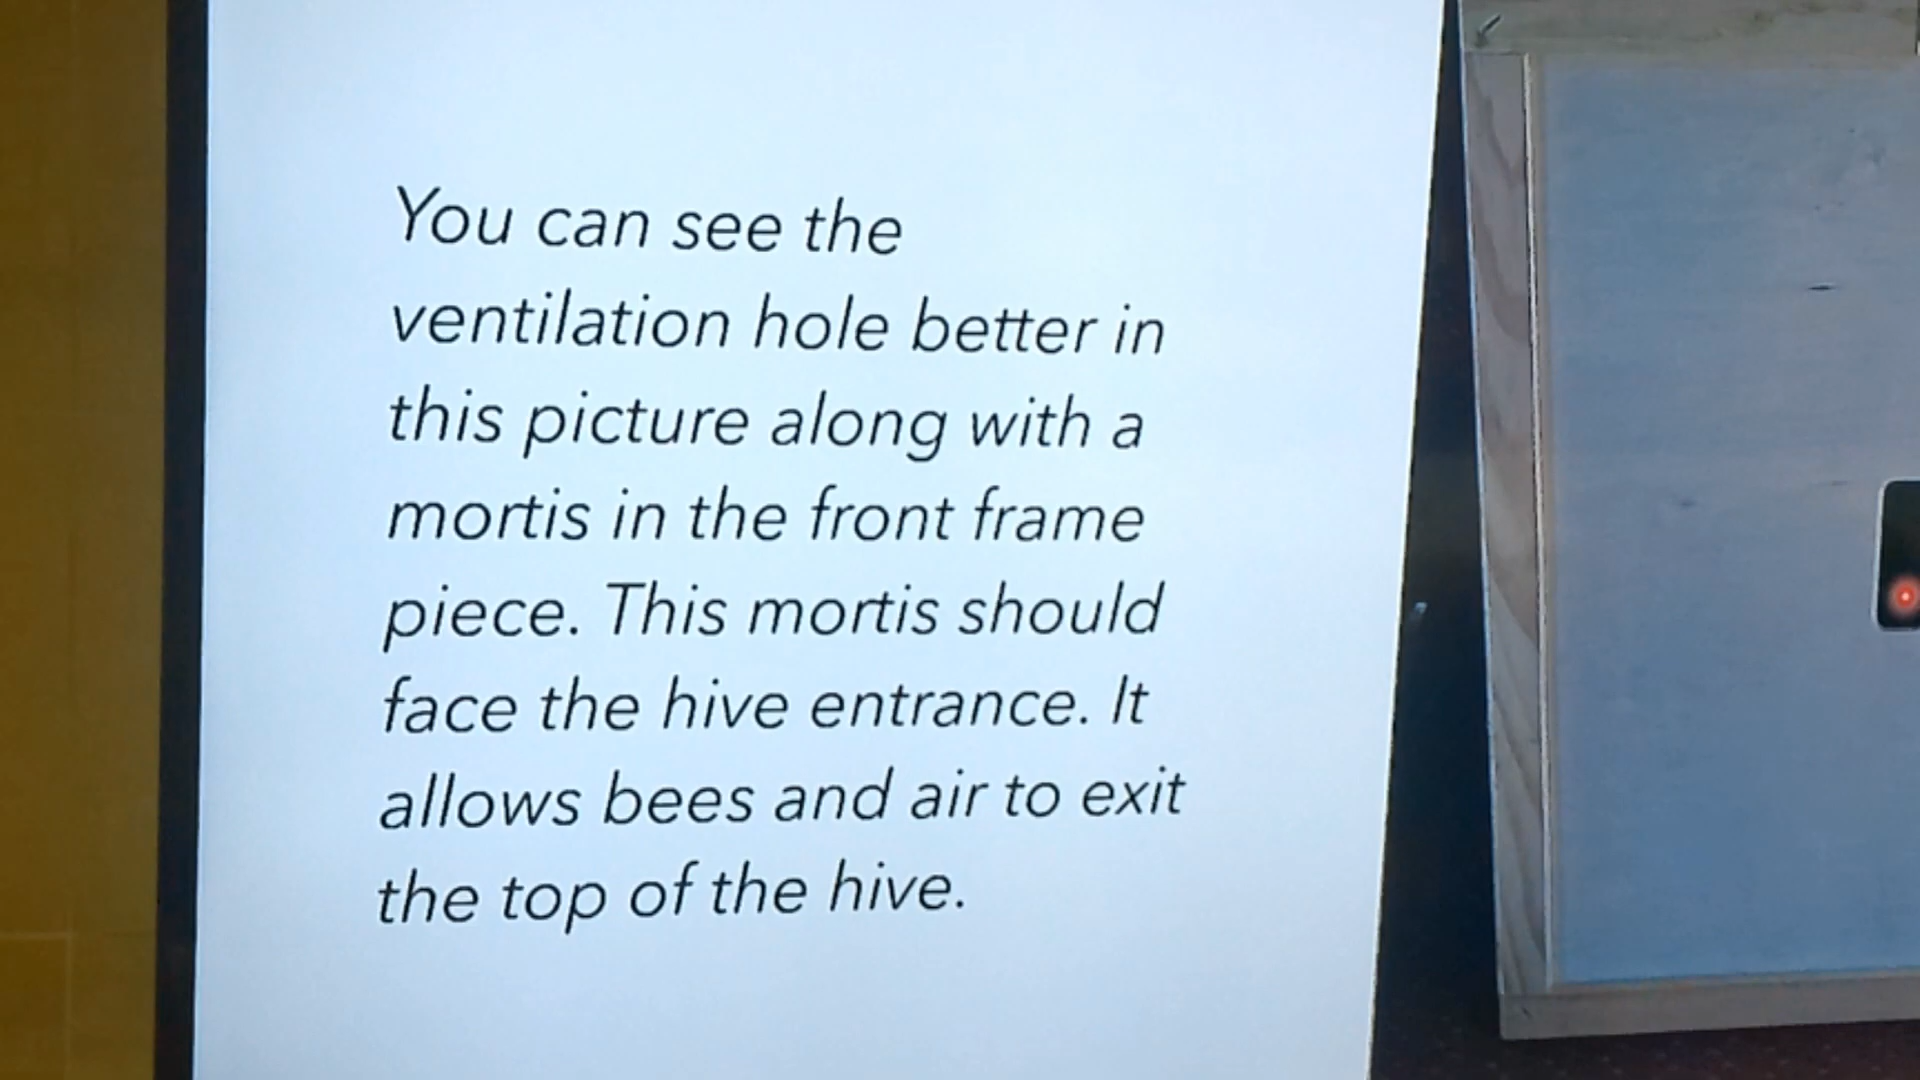 You can see the
ventilation hole better in
this picture along with a
mortis in the front frame
piece. This mortis should
face the hive entrance. It
allows bees and air to exit
the top of the hive.